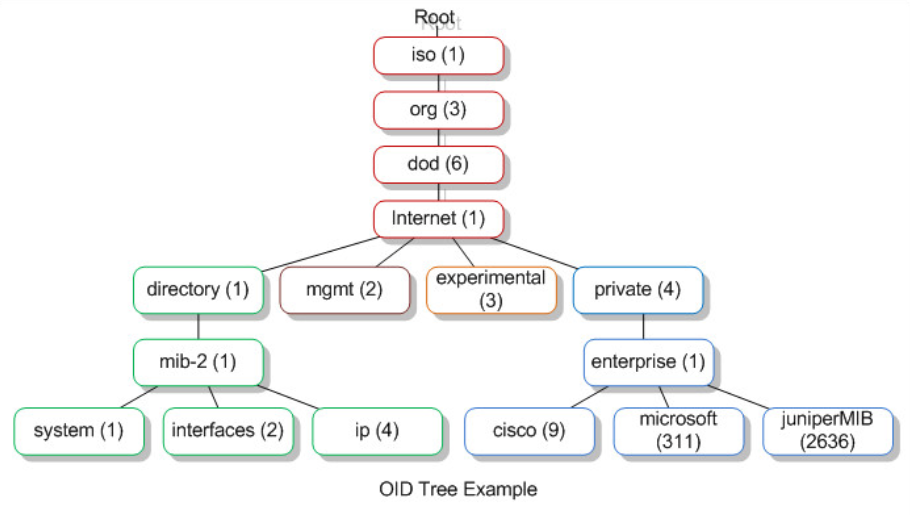 Root
iso (1)
org (3)
dod (6)
Internet (1)
directory (1)
mgmt (2)
experimental
(3)
private (4)
mib-2 (1)
enterprise (1)
system (1)
interfaces (2)
ip (4)
cisco (9)
microsoft
(311)
juniperMIB
(2636)
OID Tree Example